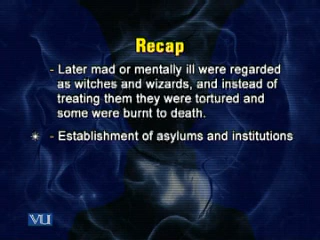 Recap
- Later mad or mentally ill were regarded
as witches and wizards, and instead of
treating them they were tortured and
some were burnt to death.
- Establishment of asylums and institutions
VU